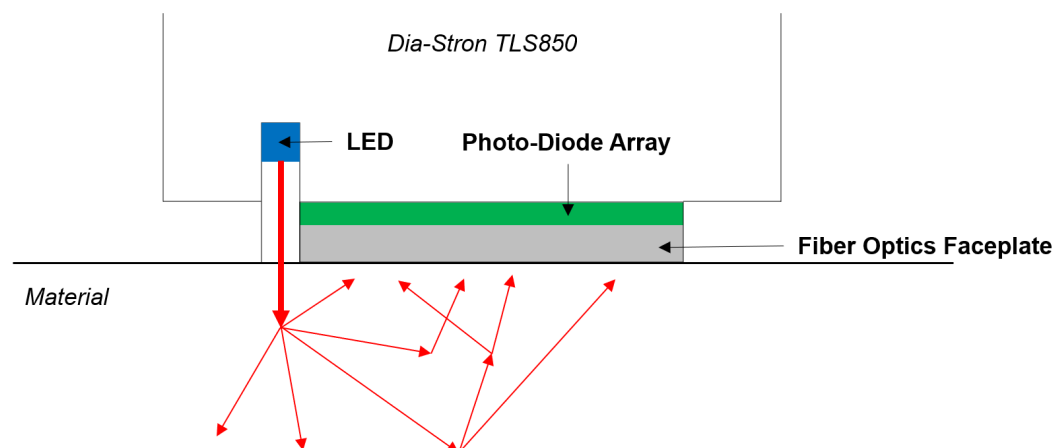 Dia-Stron TLS850
LED
Photo-Diode Array
Fiber Optics Faceplate
Material